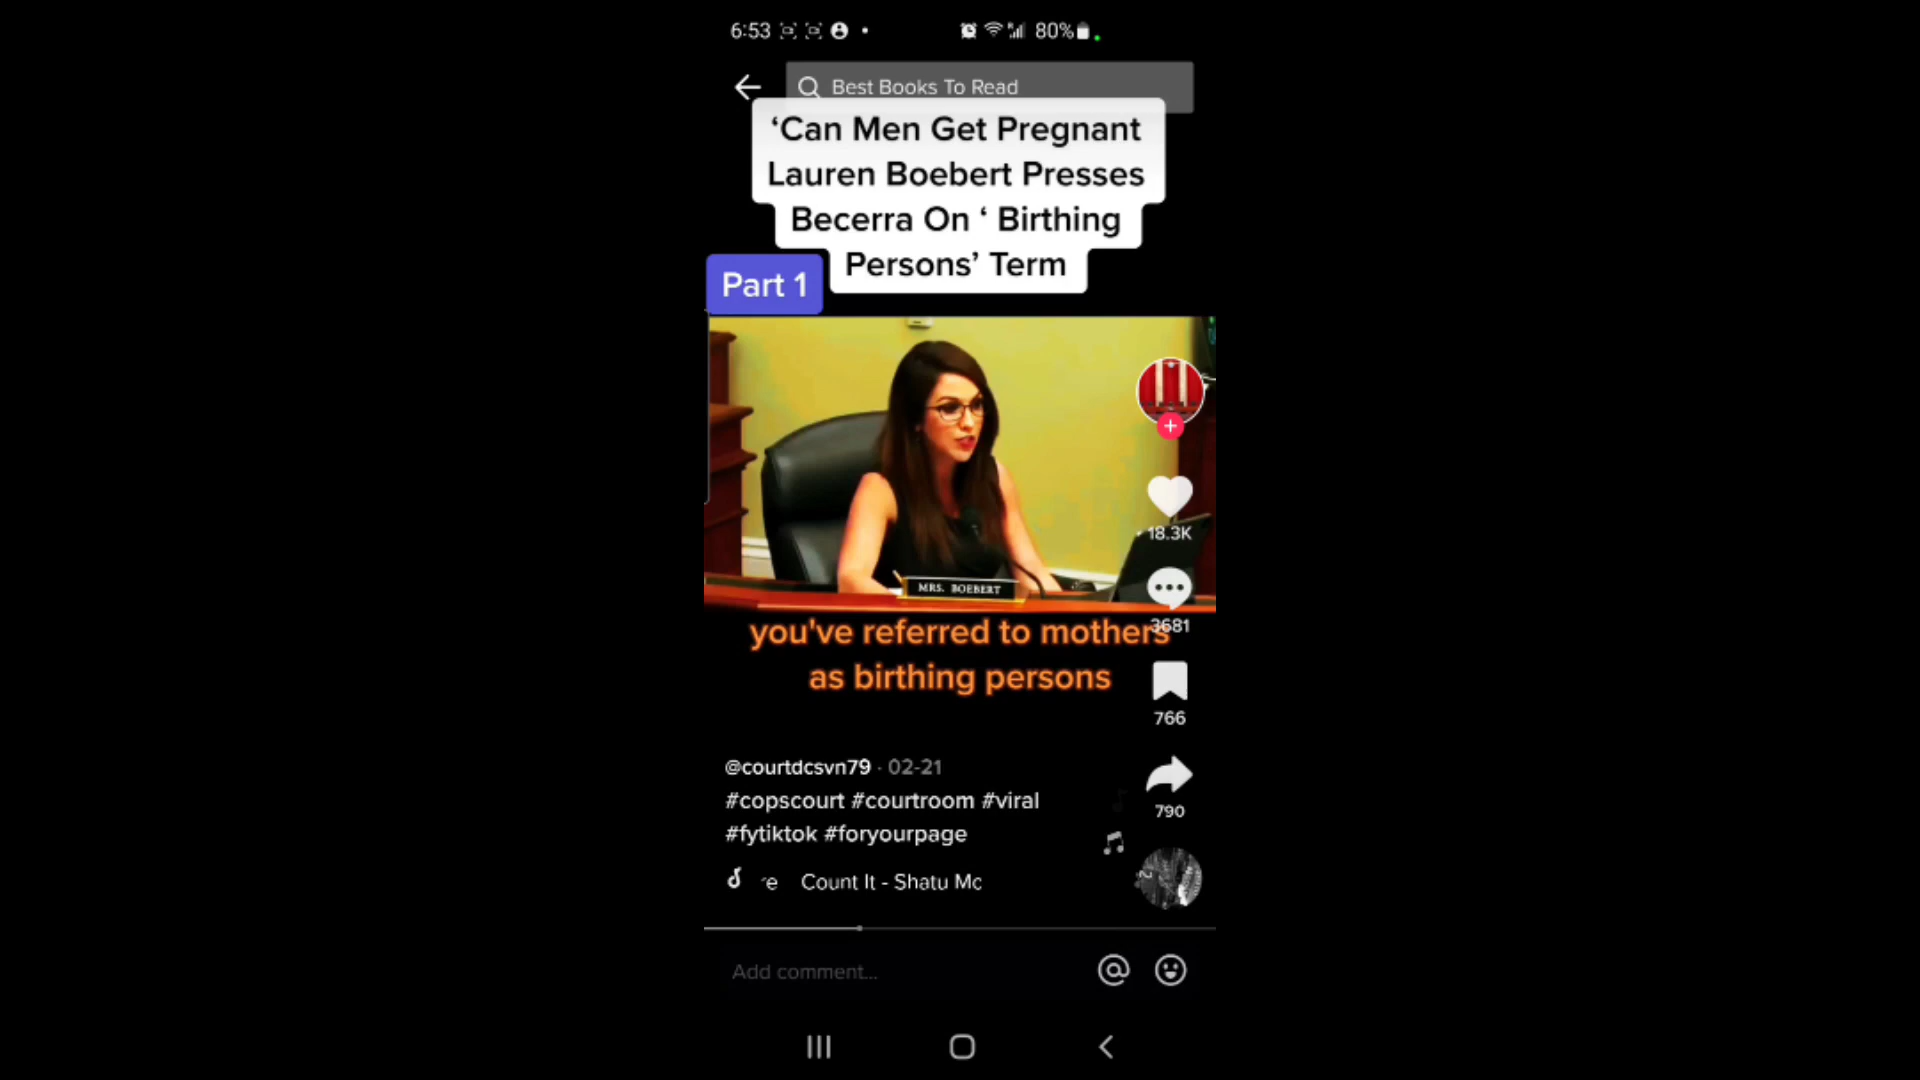 6:53
80%
Best Books To Read
‘Can Men Get Pregnant
Lauren Boebert Presses
Becerra On ‘ Birthing
Persons’ Term
Part 1
MRS. BOEBERT
18.3K
you've referred to mothers
3681
as birthing persons
766
@courtdcsvn79 · 02-21
#copscourt #courtroom #viral
790
#fytiktok #foryourpage
Count It - Shatu Mc
Add comment...